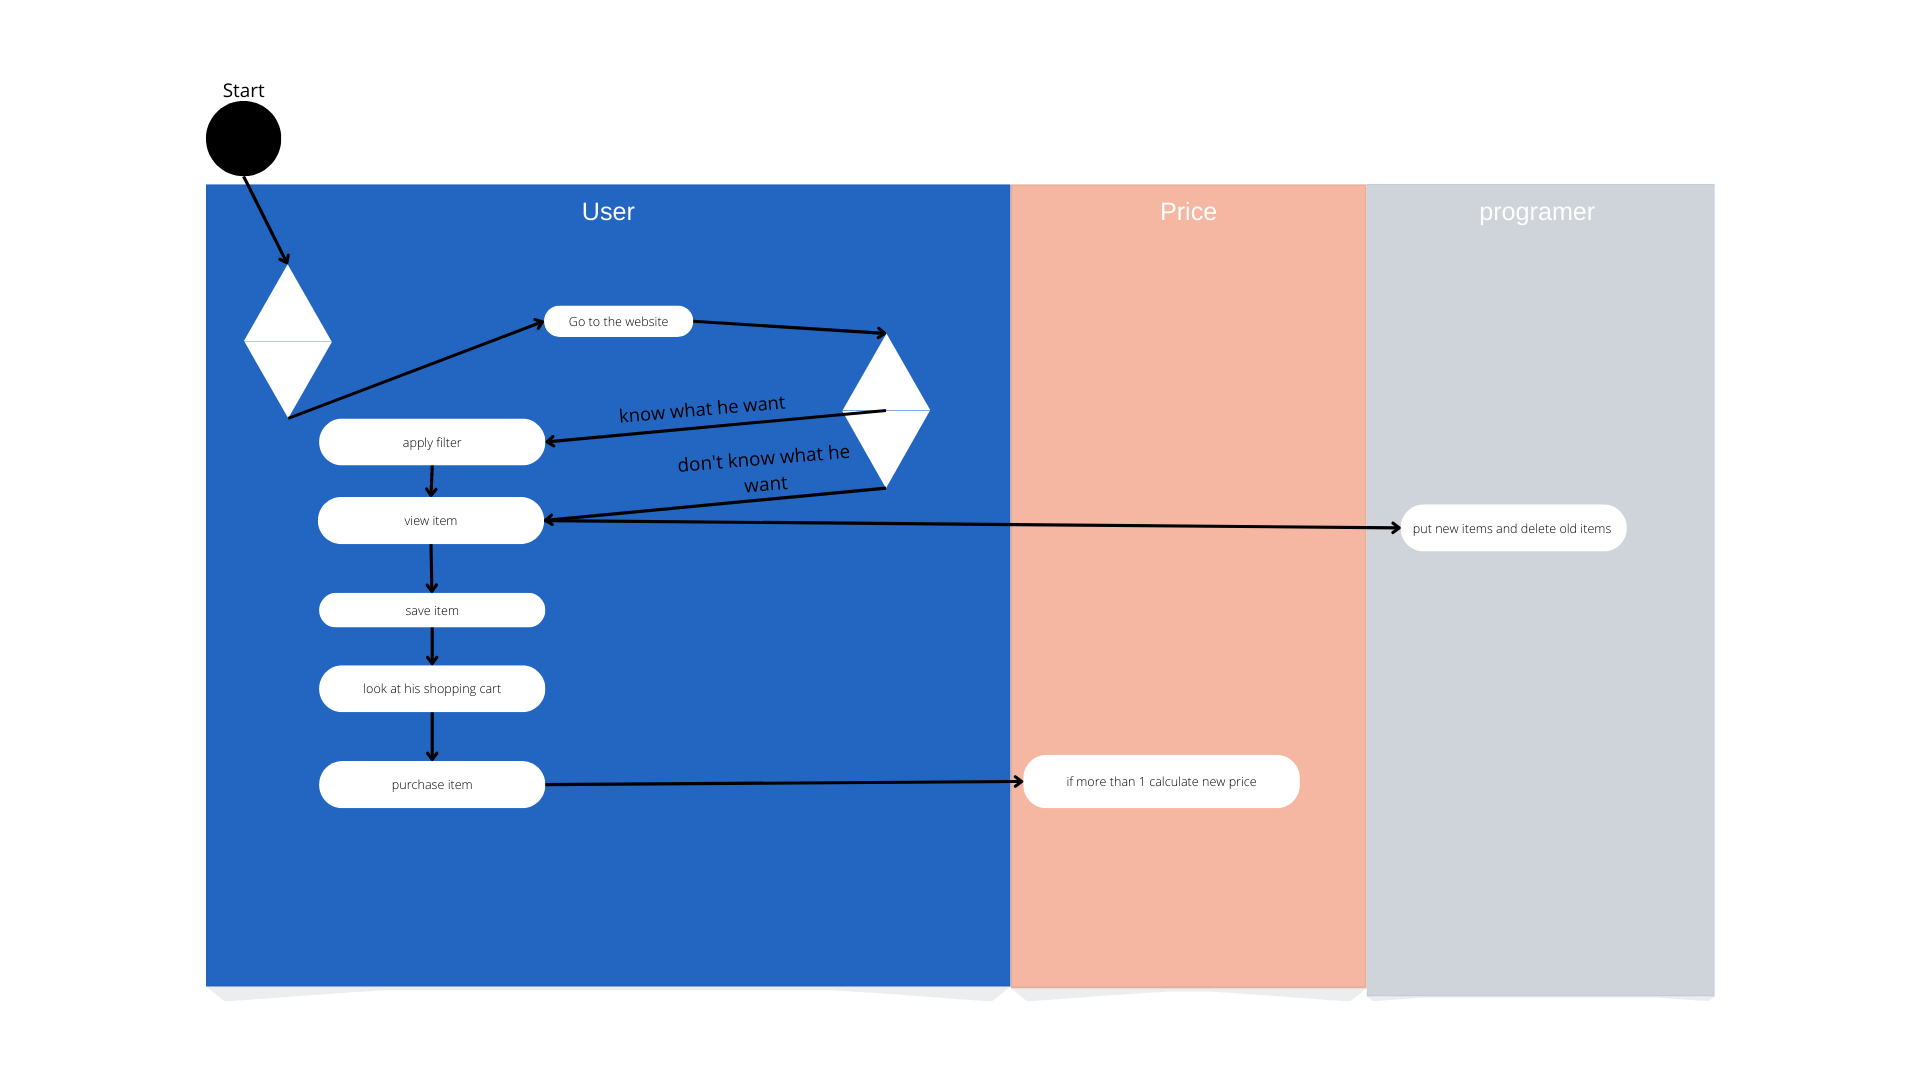 Start
User
Price
programer
Go to the website
know what he want
apply filter
don't know what he
want
view item
put new items and delete old items
save item
look at his shopping cart
purchase item
if more than 1 calculate new price